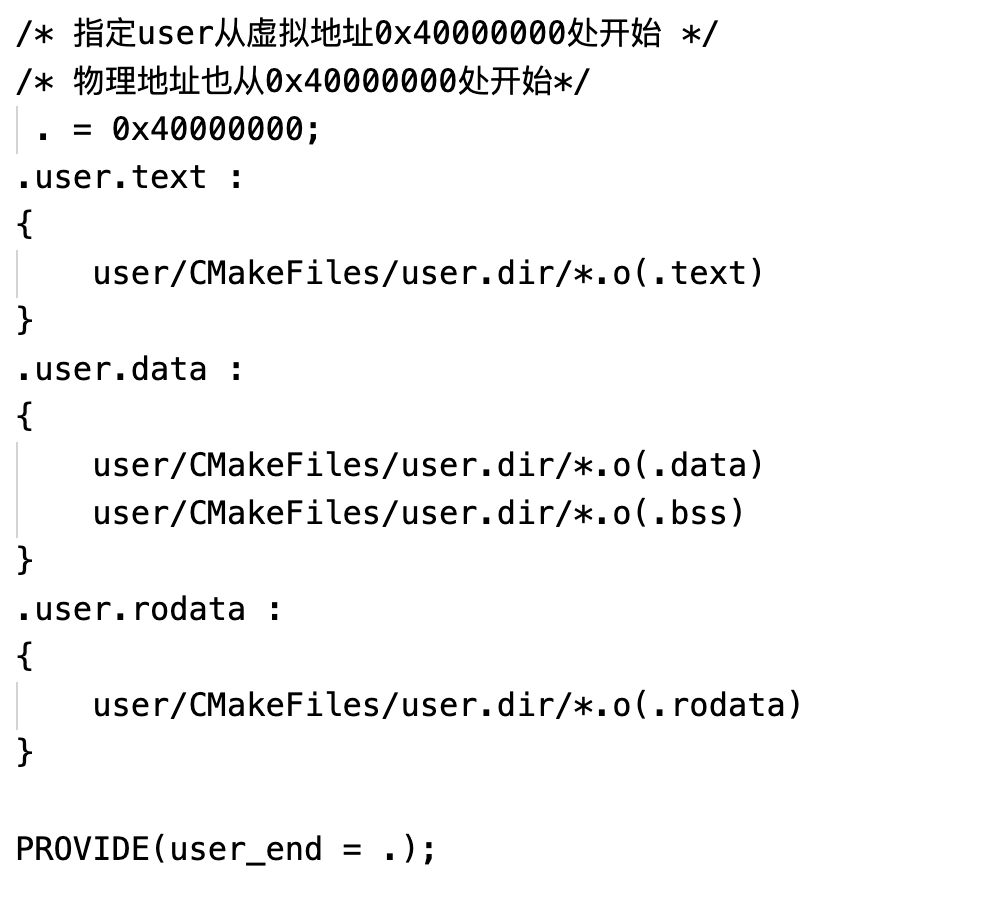 /* 指定user从虚拟地址0x40000000处开始 */
/* 物理地址也从0x40000000处开始*/
 . = 0x40000000;
.user.text :
{
    user/CMakeFiles/user.dir/*.o(.text)
}
.user.data :
{
    user/CMakeFiles/user.dir/*.o(.data)
    user/CMakeFiles/user.dir/*.o(.bss)
}
.user.rodata :
{
    user/CMakeFiles/user.dir/*.o(.rodata)
}

PROVIDE(user_end = .);